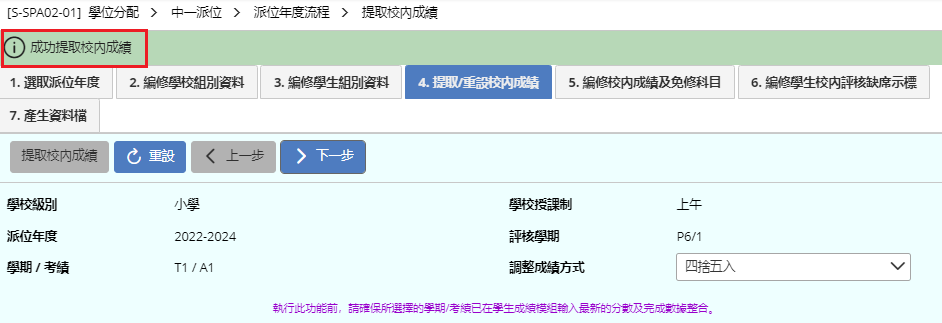 [S-SPA02-01] 學位分配 > 中一派位 > 派位年度流程 > 提取校內成績
成功提取校內成績
1. 選取派位年度 2. 編修學校組別資料 3. 編修學生組別資料 4. 提取/重設校內成績 5. 編修校內成績及免修科目 6. 編修學生校內評核缺席示標
7. 產生資料檔
提取校內成績 重設 上一步 下一步
學校級別 小學 學校授課制 上午
派位年度 2022-2024 評核學期 P6/1
學期 / 考績 T1 / A1 調整成績方式 四捨五入
執行此功能前，請確保所選擇的學期/考績已在學生成績模組輸入最新的分數及完成數據整合。